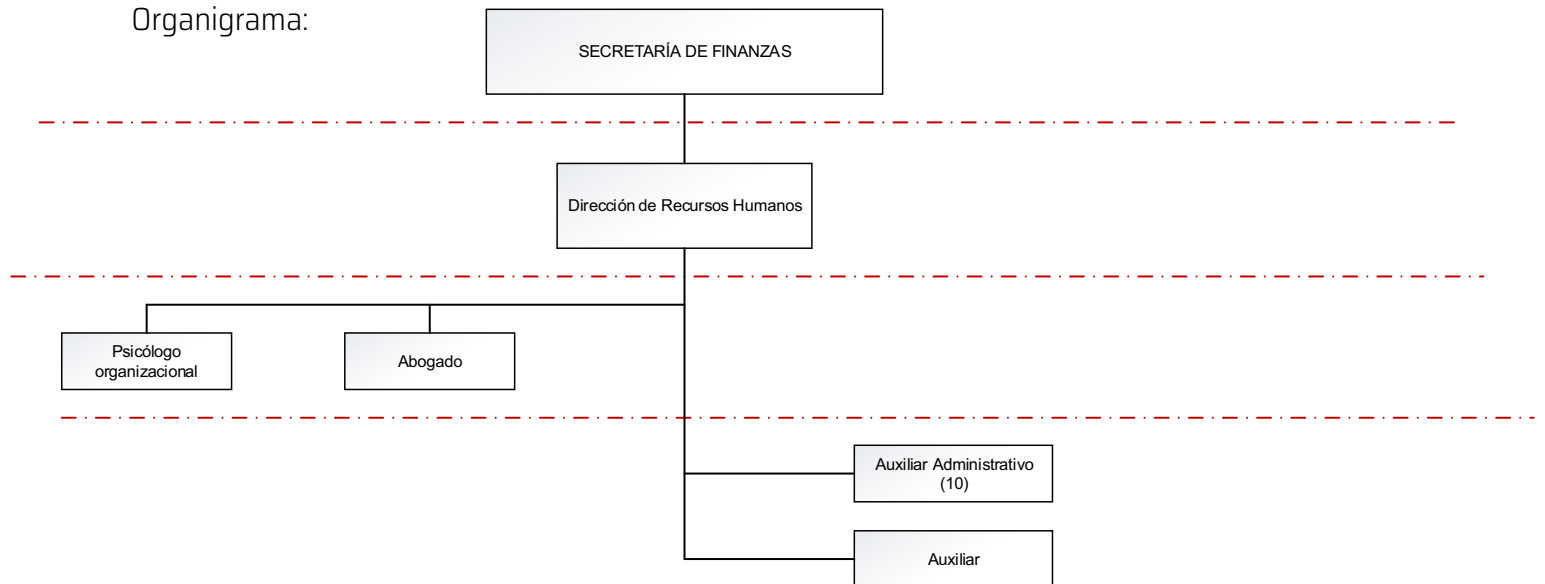 Organigrama:
SECRETARÍA DE FINANZAS
Dirección de Recursos Humanos
Psicólogo
organizacional
Abogado
Auxiliar Administrativo
(10)
Auxiliar